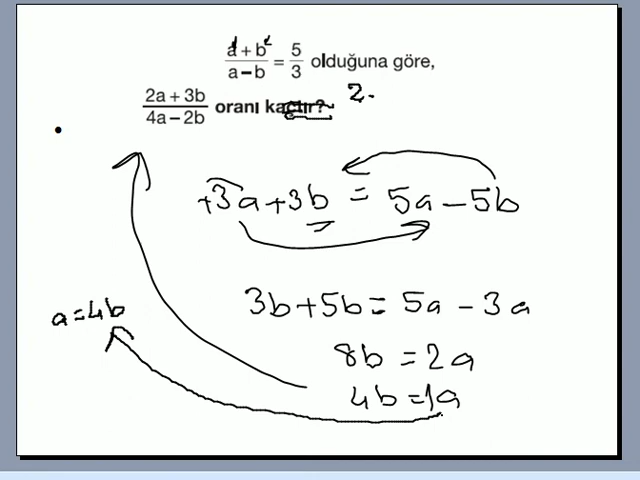 a + b / a – b = 5 / 3 olduğuna göre,
2a + 3b / 4a – 2b oranı kaçtır? 2.
+3a+3b = 5a – 5b
3b+5b = 5a – 3a
a=4b
8b = 2a
4b = 1a